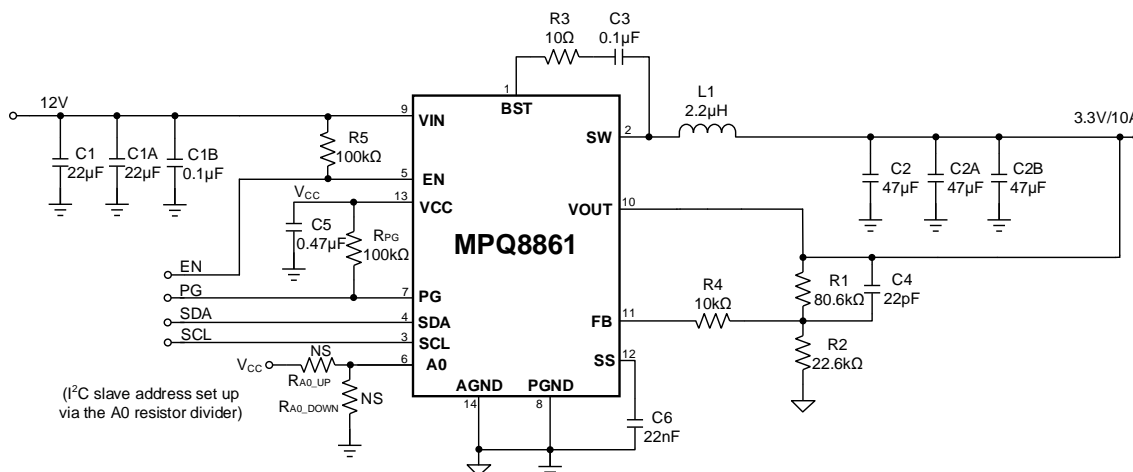 R3
10Ω
C3
0.1µF
12V
1
BST
9
VIN
SW
2
L1
2.2µH
3.3V/10A
C1
22µF
C1A
22µF
C1B
0.1µF
R5
100kΩ
5
EN
VCC
13
VCC
C5
0.47µF
RPG
100kΩ
MPQ8861
VOUT
10
C2
47µF
C2A
47µF
C2B
47µF
EN
PG
7
PG
SDA
4
SDA
SCL
3
SCL
R4
10kΩ
R1
80.6kΩ
C4
22pF
FB
11
R2
22.6kΩ
VCC
NS
RA0_UP
6
A0
SS
12
NS
RA0_DOWN
(I²C slave address set up
via the A0 resistor divider)
AGND
14
PGND
8
C6
22nF